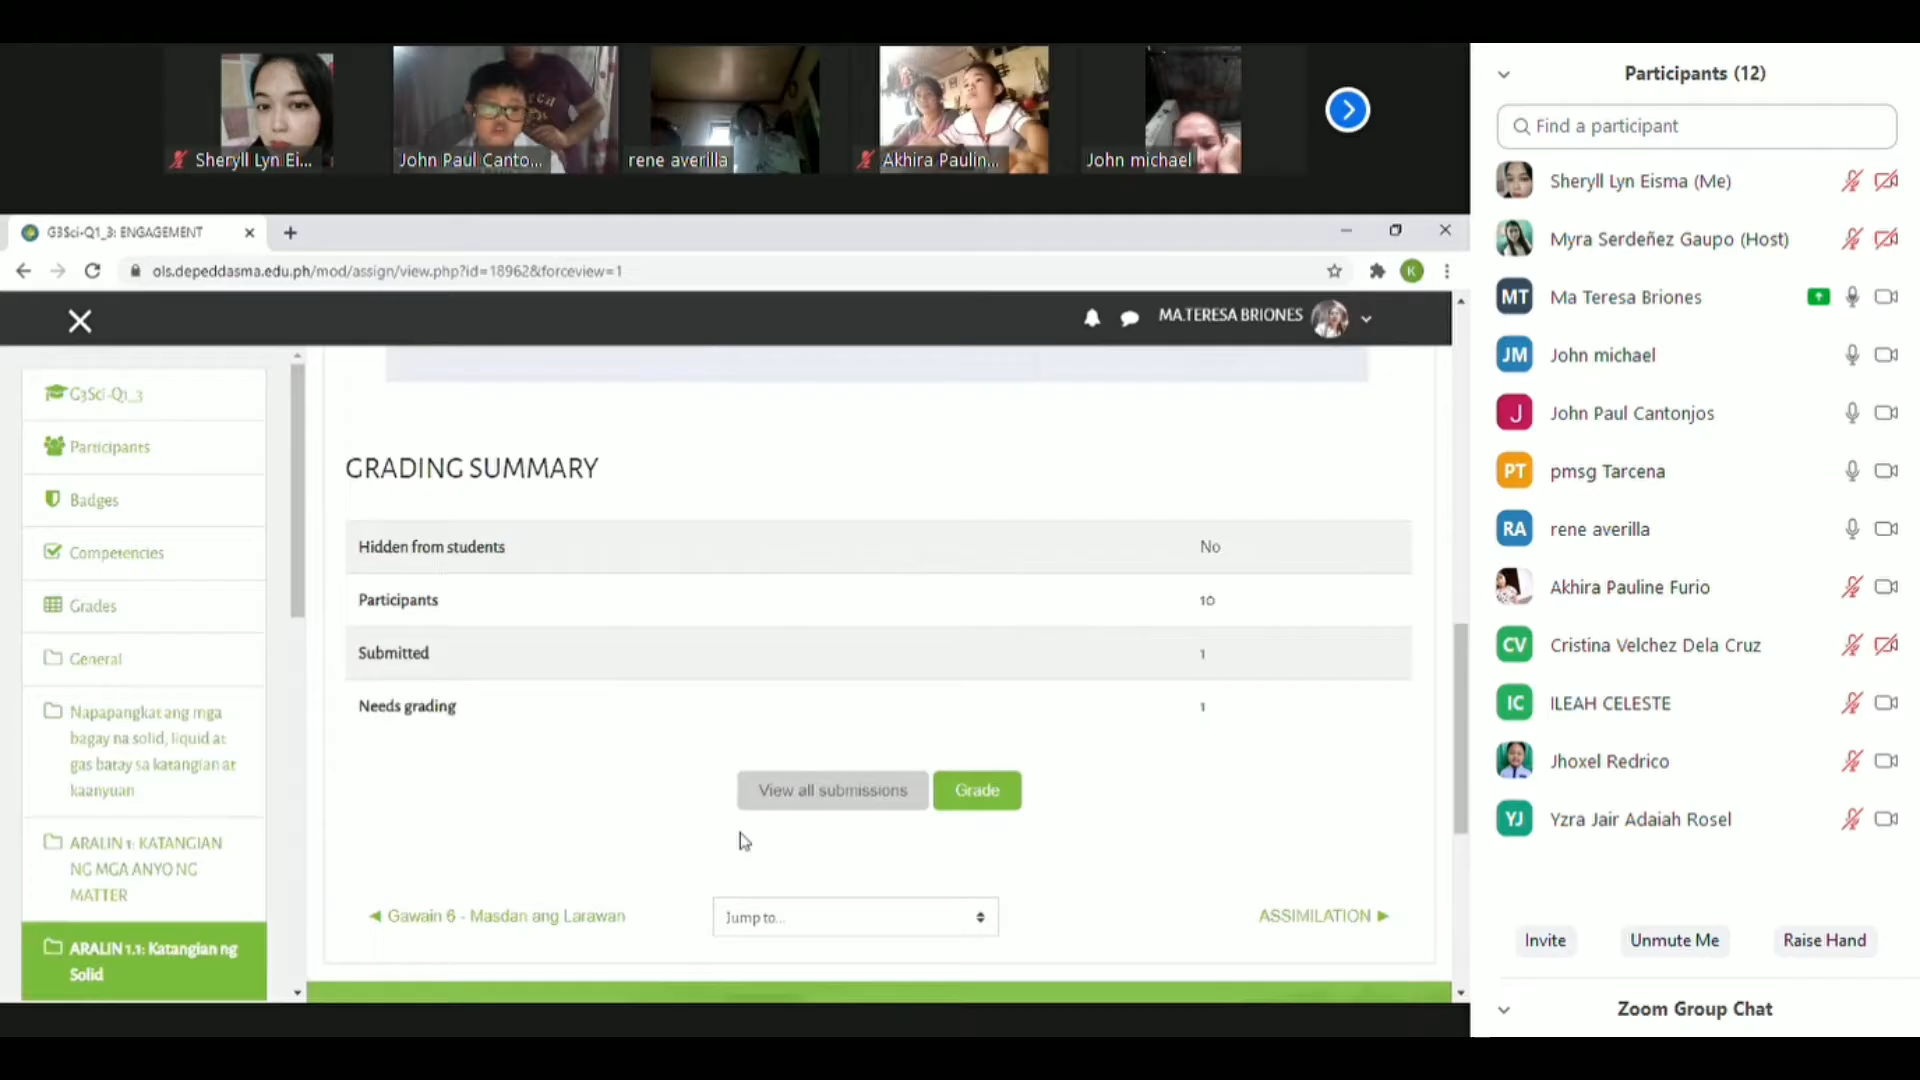 Sheryll Lyn Ei...
John Paul Canto...
rene averilla
Akhira Paulin...
John michael
G3Sci-Q1_3: ENGAGEMENT
ols.depeddasma.edu.ph/mod/assign/view.php?id=18962&forceview=1
K
MA.TERESA BRIONES
G3Sci-Q1_3
Participants
Badges
Competencies
Grades
General
Napapangkat ang mga
bagay na solid, liquid at
gas batay sa katangian at
kaanyuan
ARALIN 1: KATANGIAN
NG MGA ANYO NG
MATTER
ARALIN 1.1: Katangian ng
Solid
GRADING SUMMARY
Hidden from students No
Participants 10
Submitted 1
Needs grading 1
View all submissions Grade
◄ Gawain 6 - Masdan ang Larawan
Jump to...
ASSIMILATION ►
Participants (12)
Find a participant
Sheryll Lyn Eisma (Me)
Myra Serdeñez Gaupo (Host)
MT Ma Teresa Briones
JM John michael
J John Paul Cantonjos
PT pmsg Tarcena
RA rene averilla
Akhira Pauline Furio
CV Cristina Velchez Dela Cruz
IC ILEAH CELESTE
Jhoxel Redrico
YJ Yzra Jair Adaiah Rosel
Invite Unmute Me Raise Hand
Zoom Group Chat